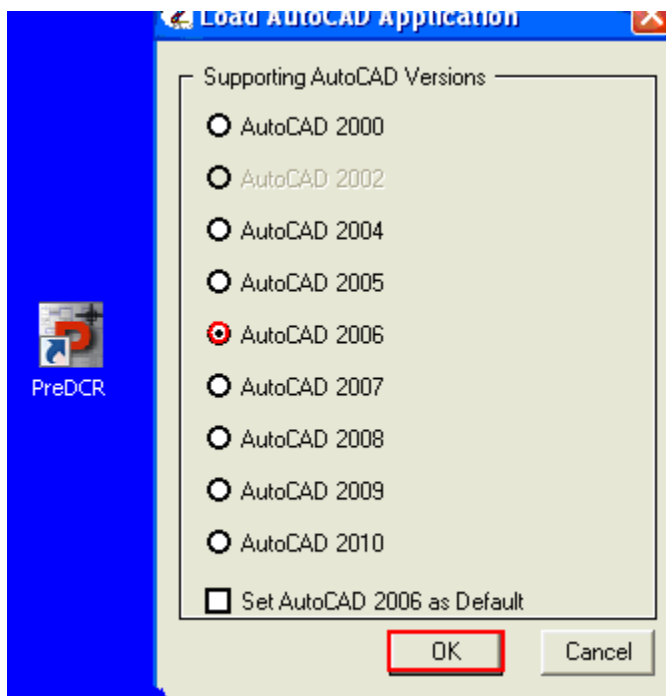 Load AutoCAD Application
Supporting AutoCAD Versions
AutoCAD 2000
AutoCAD 2002
AutoCAD 2004
AutoCAD 2005
AutoCAD 2006
AutoCAD 2007
AutoCAD 2008
AutoCAD 2009
AutoCAD 2010
Set AutoCAD 2006 as Default
OK Cancel
PreDCR